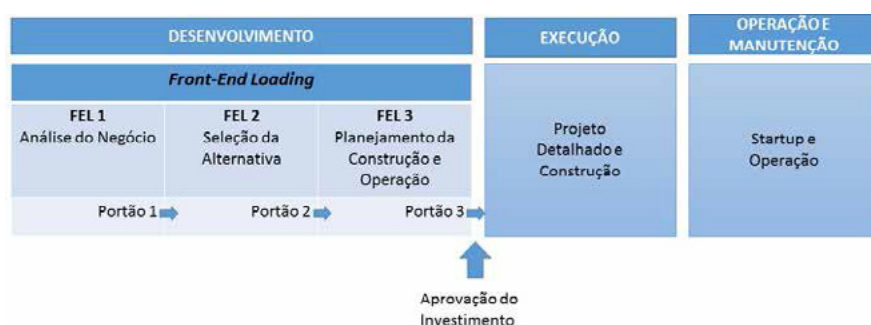 DESENVOLVIMENTO
EXECUÇÃO
OPERAÇÃO E
MANUTENÇÃO
Front-End Loading
FEL 1
Análise do Negócio
FEL 2
Seleção da
Alternativa
FEL 3
Planejamento da
Construção e
Operação
Projeto
Detalhado e
Construção
Startup e
Operação
Portão 1
Portão 2
Portão 3
Aprovação do
Investimento